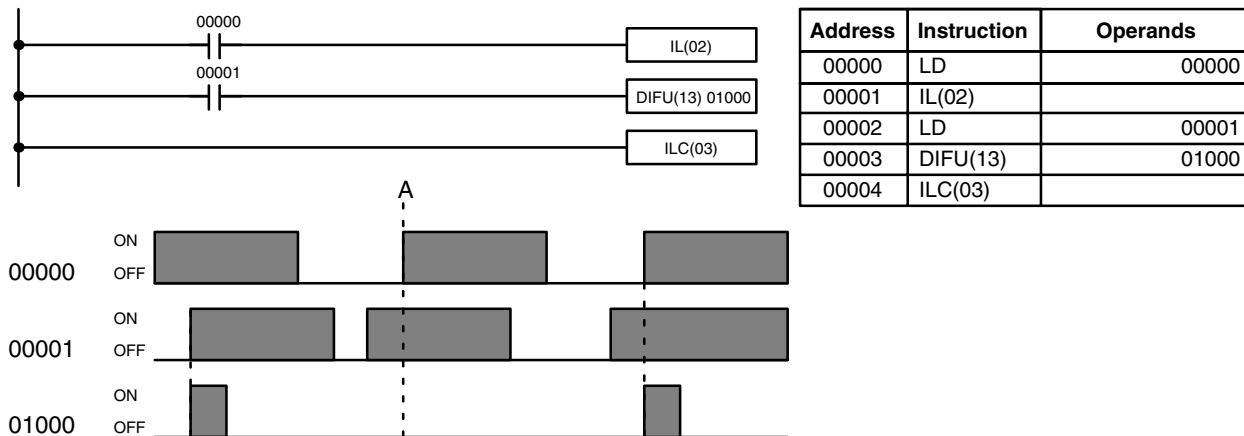 00000
IL(02)
00001
DIFU(13) 01000
ILC(03)
Address Instruction Operands
00000 LD 00000
00001 IL(02)
00002 LD 00001
00003 DIFU(13) 01000
00004 ILC(03)
A
ON
00000 OFF
ON
00001 OFF
ON
01000 OFF